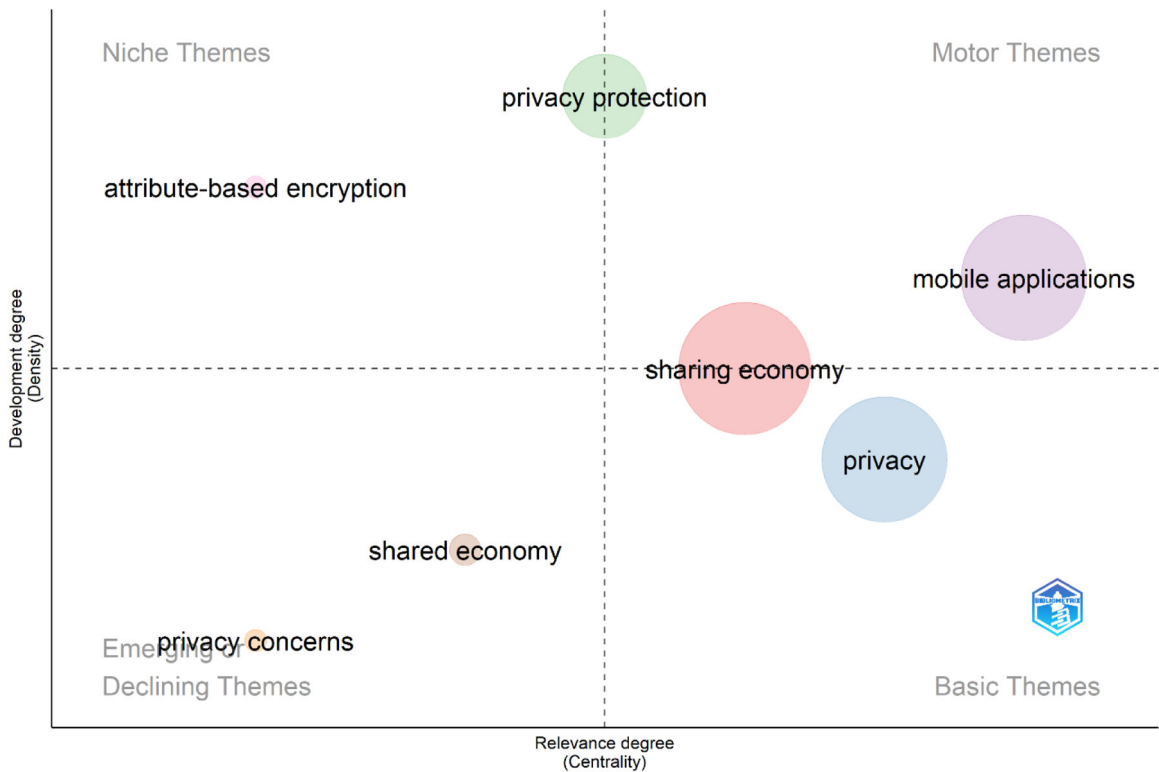 Niche Themes
Motor Themes
privacy protection
attribute-based encryption
mobile applications
sharing economy
privacy
shared economy
BIBLIOMETRIX
privacy concerns
Emerging or
Declining Themes
Basic Themes
Development degree
(Density)
Relevance degree
(Centrality)